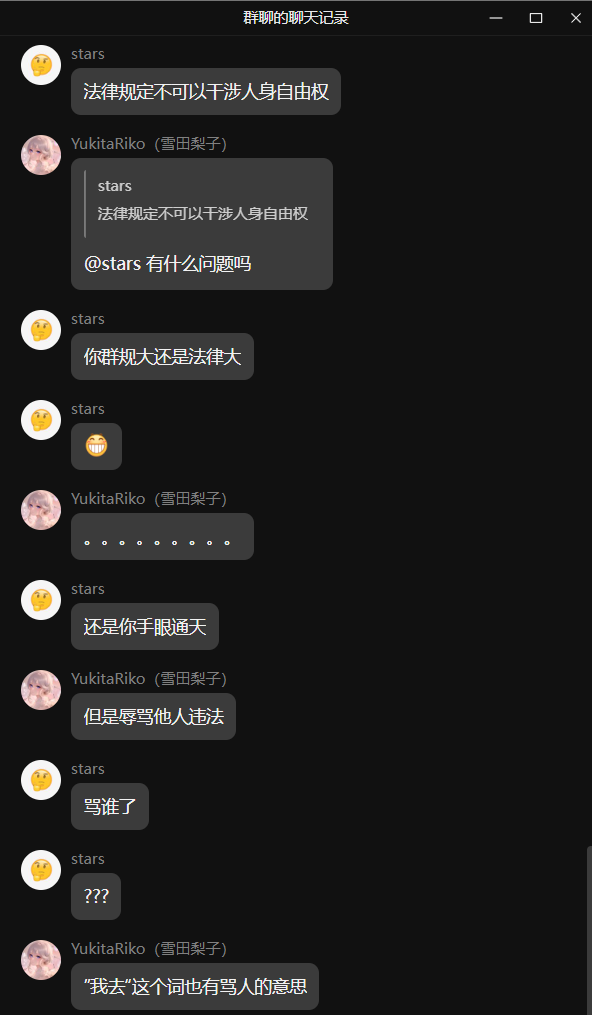 群聊的聊天记录
stars
法律规定不可以干涉人身自由权
YukitaRiko（雪田梨子）
stars
法律规定不可以干涉人身自由权
@stars 有什么问题吗
stars
你群规大还是法律大
stars
😁
YukitaRiko（雪田梨子）
。。。。。。。。。
stars
还是你手眼通天
YukitaRiko（雪田梨子）
但是辱骂他人违法
stars
骂谁了
stars
???
YukitaRiko（雪田梨子）
“我去”这个词也有骂人的意思